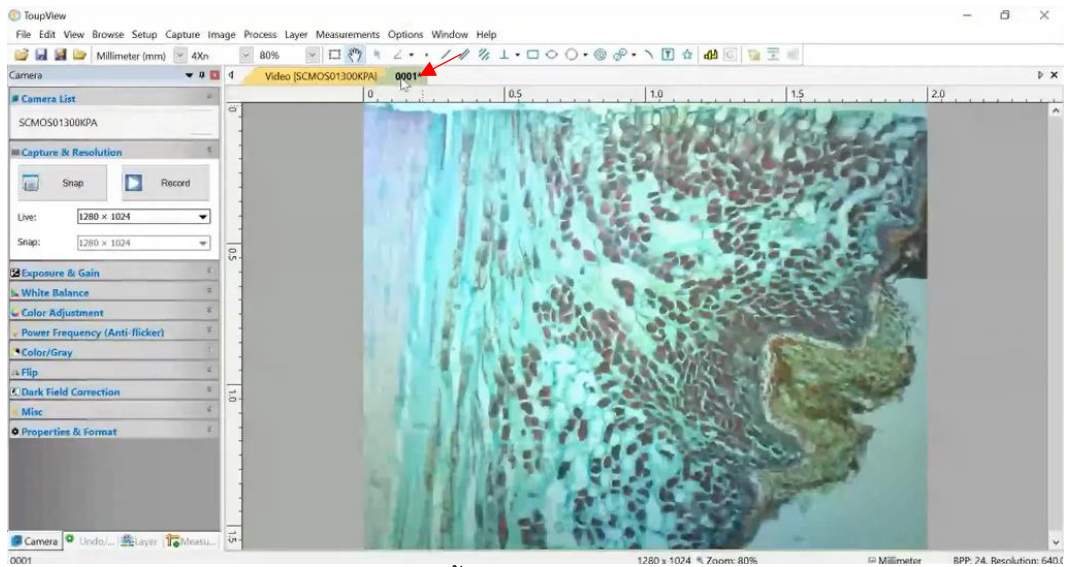 ToupView
File Edit View Browse Setup Capture Image Process Layer Measurements Options Window Help
Millimeter (mm) 4Xn 80%
Camera
Video [SCMOS01300KPA] 0001*
0 0.5 1.0 1.5 2.0
Camera List
SCMOS01300KPA
Capture & Resolution
Snap Record
Live: 1280 × 1024
Snap: 1280 × 1024
0.5
Exposure & Gain
White Balance
Color Adjustment
Power Frequency (Anti-flicker)
Color/Gray
Flip
Dark Field Correction
1.0
Misc
Properties & Format
1.5
Camera Undo/... Layer Measu...
0001 1280 x 1024 Zoom: 80% Millimeter BPP: 24, Resolution: 640.0